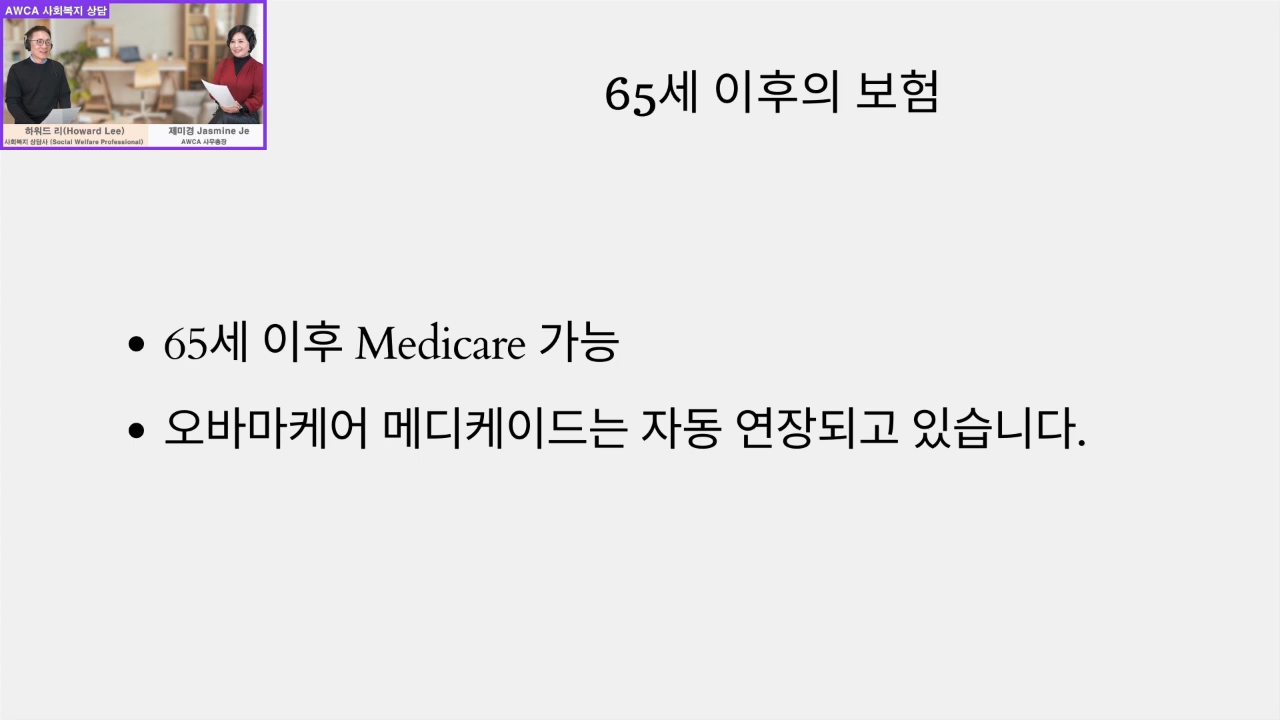 AWCA 사회복지 상담
하워드 리(Howard Lee)
사회복지 상담사 (Social Welfare Professional)
제미경 Jasmine Je
AWCA 사무총장
65세 이후의 보험
• 65세 이후 Medicare 가능
• 오바마케어 메디케이드는 자동 연장되고 있습니다.